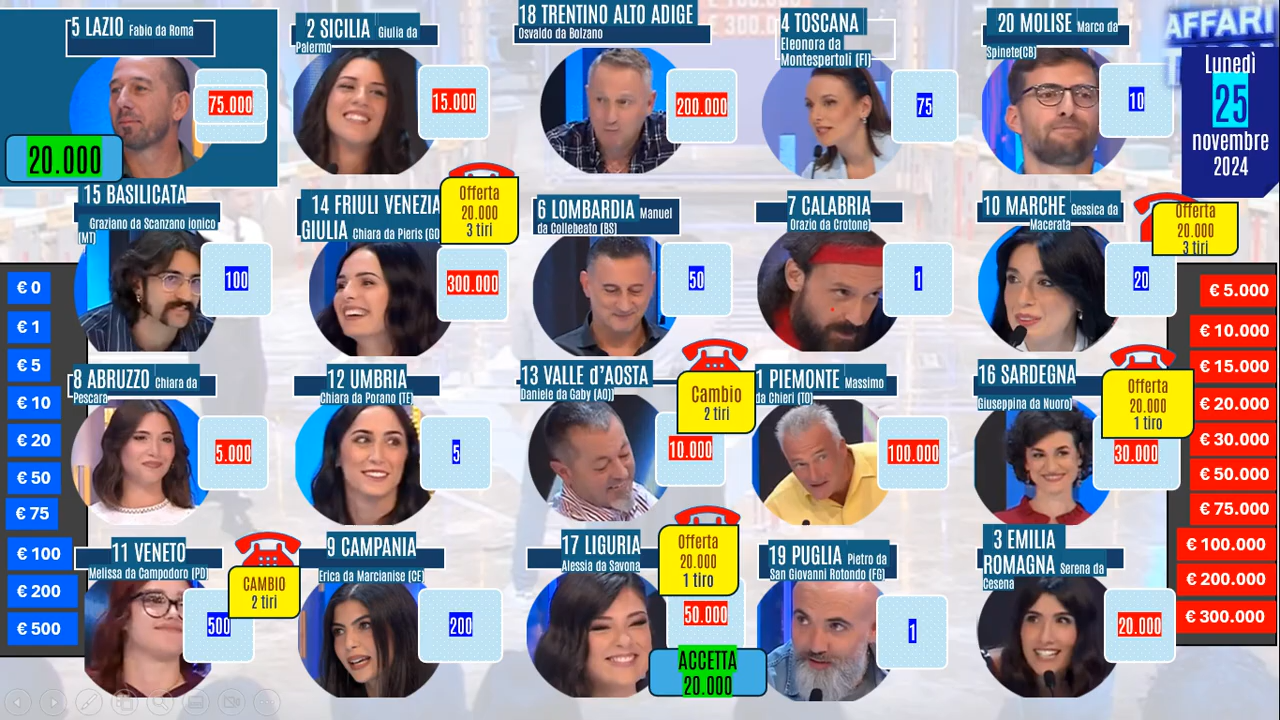 5 LAZIO Fabio da Roma
75.000
20.000
2 SICILIA Giulia da
Palermo
15.000
18 TRENTINO ALTO ADIGE
Osvaldo da Bolzano
200.000
4 TOSCANA
Eleonora da
Montespertoli (FI)
75
20 MOLISE Marco da
Spinete(CB)
10
AFFARI
Lunedì
25
novembre
2024
15 BASILICATA
Graziano da Scanzano ionico
(MT)
100
14 FRIULI VENEZIA
GIULIA Chiara da Pieris (GO
300.000
Offerta
20.000
3 tiri
6 LOMBARDIA Manuel
da Collebeato (BS)
50
7 CALABRIA
Orazio da Crotone)
1
10 MARCHE Gessica da
Macerata
20
Offerta
20.000
3 tiri
8 ABRUZZO Chiara da
Pescara
5.000
12 UMBRIA
Chiara da Porano (TE)
5
13 VALLE d'AOSTA
Daniele da Gaby (AO))
10.000
Cambio
2 tiri
1 PIEMONTE Massimo
da Chieri (TO)
100.000
16 SARDEGNA
Giuseppina da Nuoro)
30.000
Offerta
20.000
1 tiro
11 VENETO
Melissa da Campodoro (PD)
500
CAMBIO
2 tiri
9 CAMPANIA
Erica da Marcianise (CE)
200
17 LIGURIA
Alessia da Savona
50.000
Offerta
20.000
1 tiro
ACCETTA
20.000
19 PUGLIA Pietro da
San Giovanni Rotondo (FG)
1
3 EMILIA
ROMAGNA Serena da
Cesena
20.000
€ 0
€ 1
€ 5
€ 10
€ 20
€ 50
€ 75
€ 100
€ 200
€ 500
€ 5.000
€ 10.000
€ 15.000
€ 20.000
€ 30.000
€ 50.000
€ 75.000
€ 100.000
€ 200.000
€ 300.000